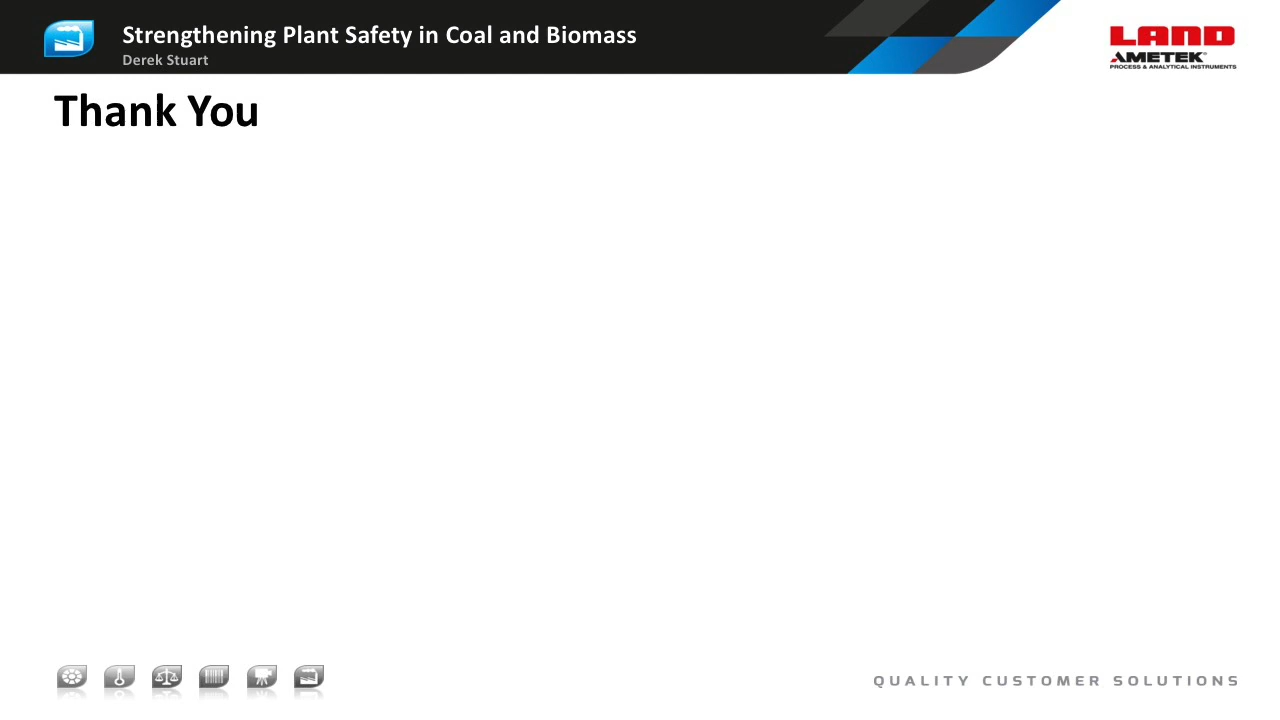 Strengthening Plant Safety in Coal and Biomass
Derek Stuart
LAND
AMETEK®
PROCESS & ANALYTICAL INSTRUMENTS
Thank You
QUALITY CUSTOMER SOLUTIONS